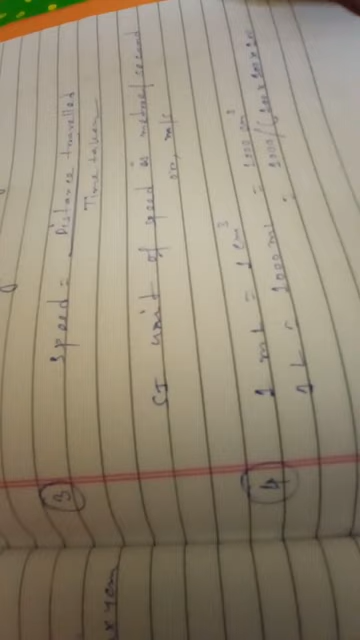 ③ Speed = Distance travelled
Time taken
SI unit of speed is metre/second
or, m/s
④ 1 mL = 1 cm³
1 L = 1000 mL = 1000 cm³